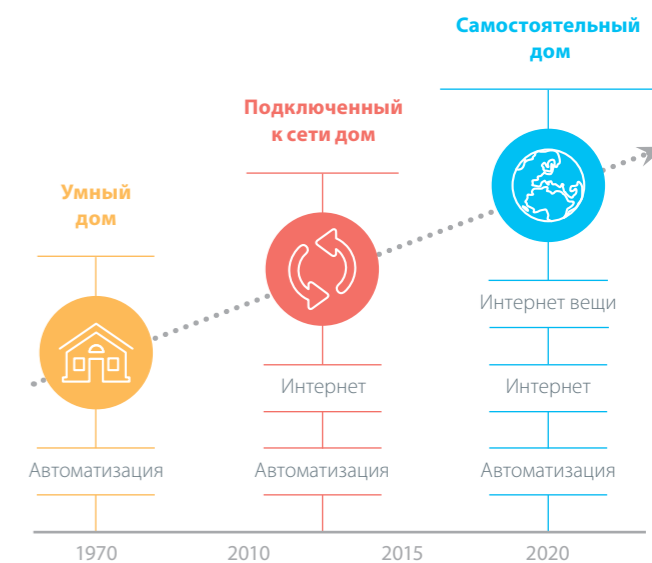 Самостоятельный
дом
Подключенный
к сети дом
Умный
дом
Интернет вещи
Интернет
Интернет
Автоматизация
Автоматизация
Автоматизация
1970
2010
2015
2020